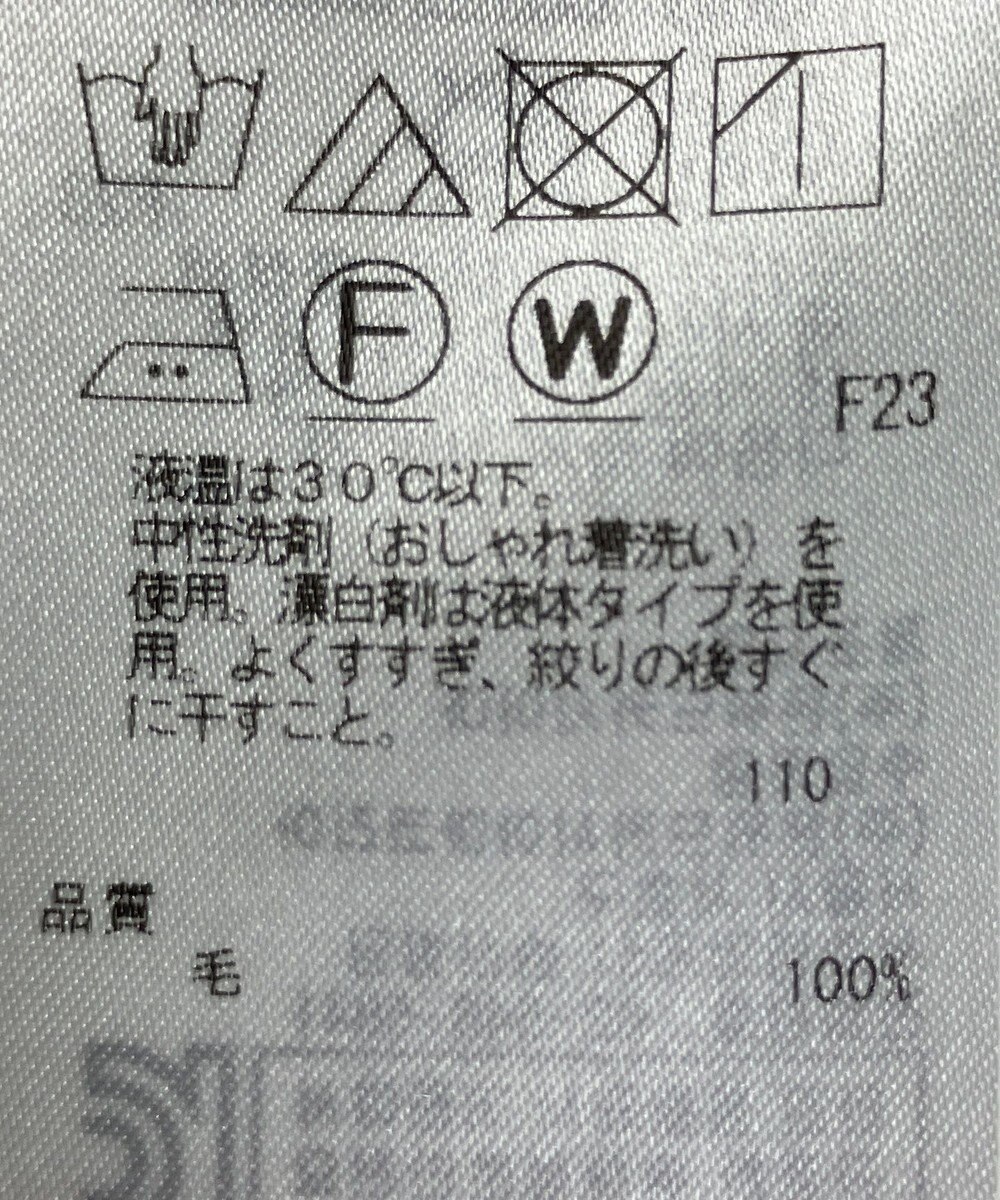 F
W
F23
液温は30℃以下。
中性洗剤（おしゃれ着洗い）を
使用。漂白剤は液体タイプを使
用。よくすすぎ、絞りの後すぐ
に干すこと。
110
品質
毛 100%